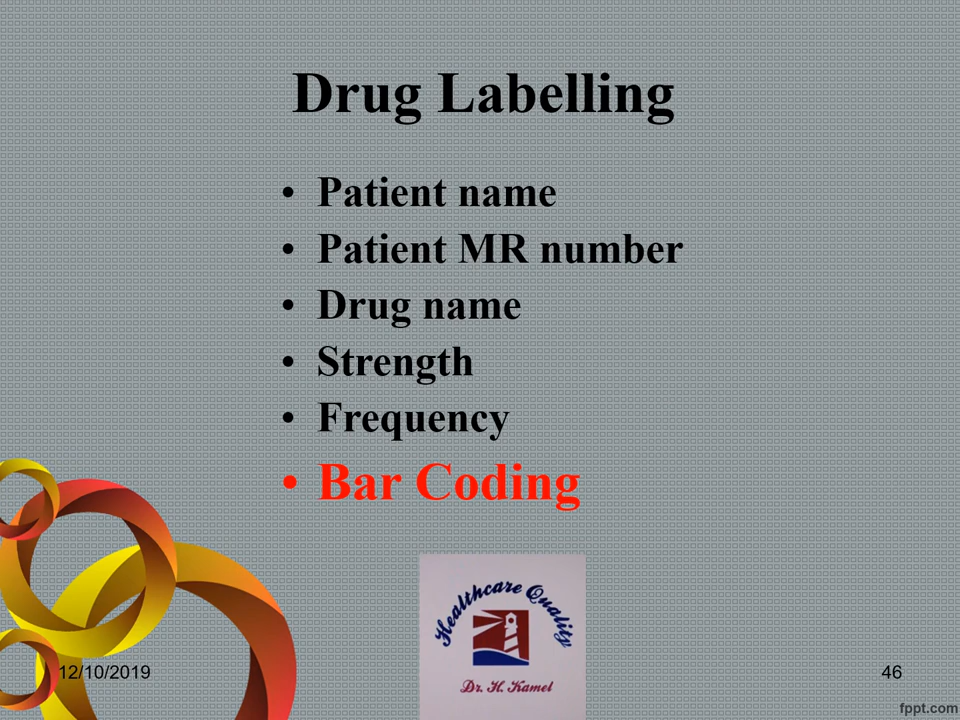 Drug Labelling
• Patient name
• Patient MR number
• Drug name
• Strength
• Frequency
• Bar Coding
Healthcare Quality
Dr. H. Kamel
12/10/2019
46
fppt.com